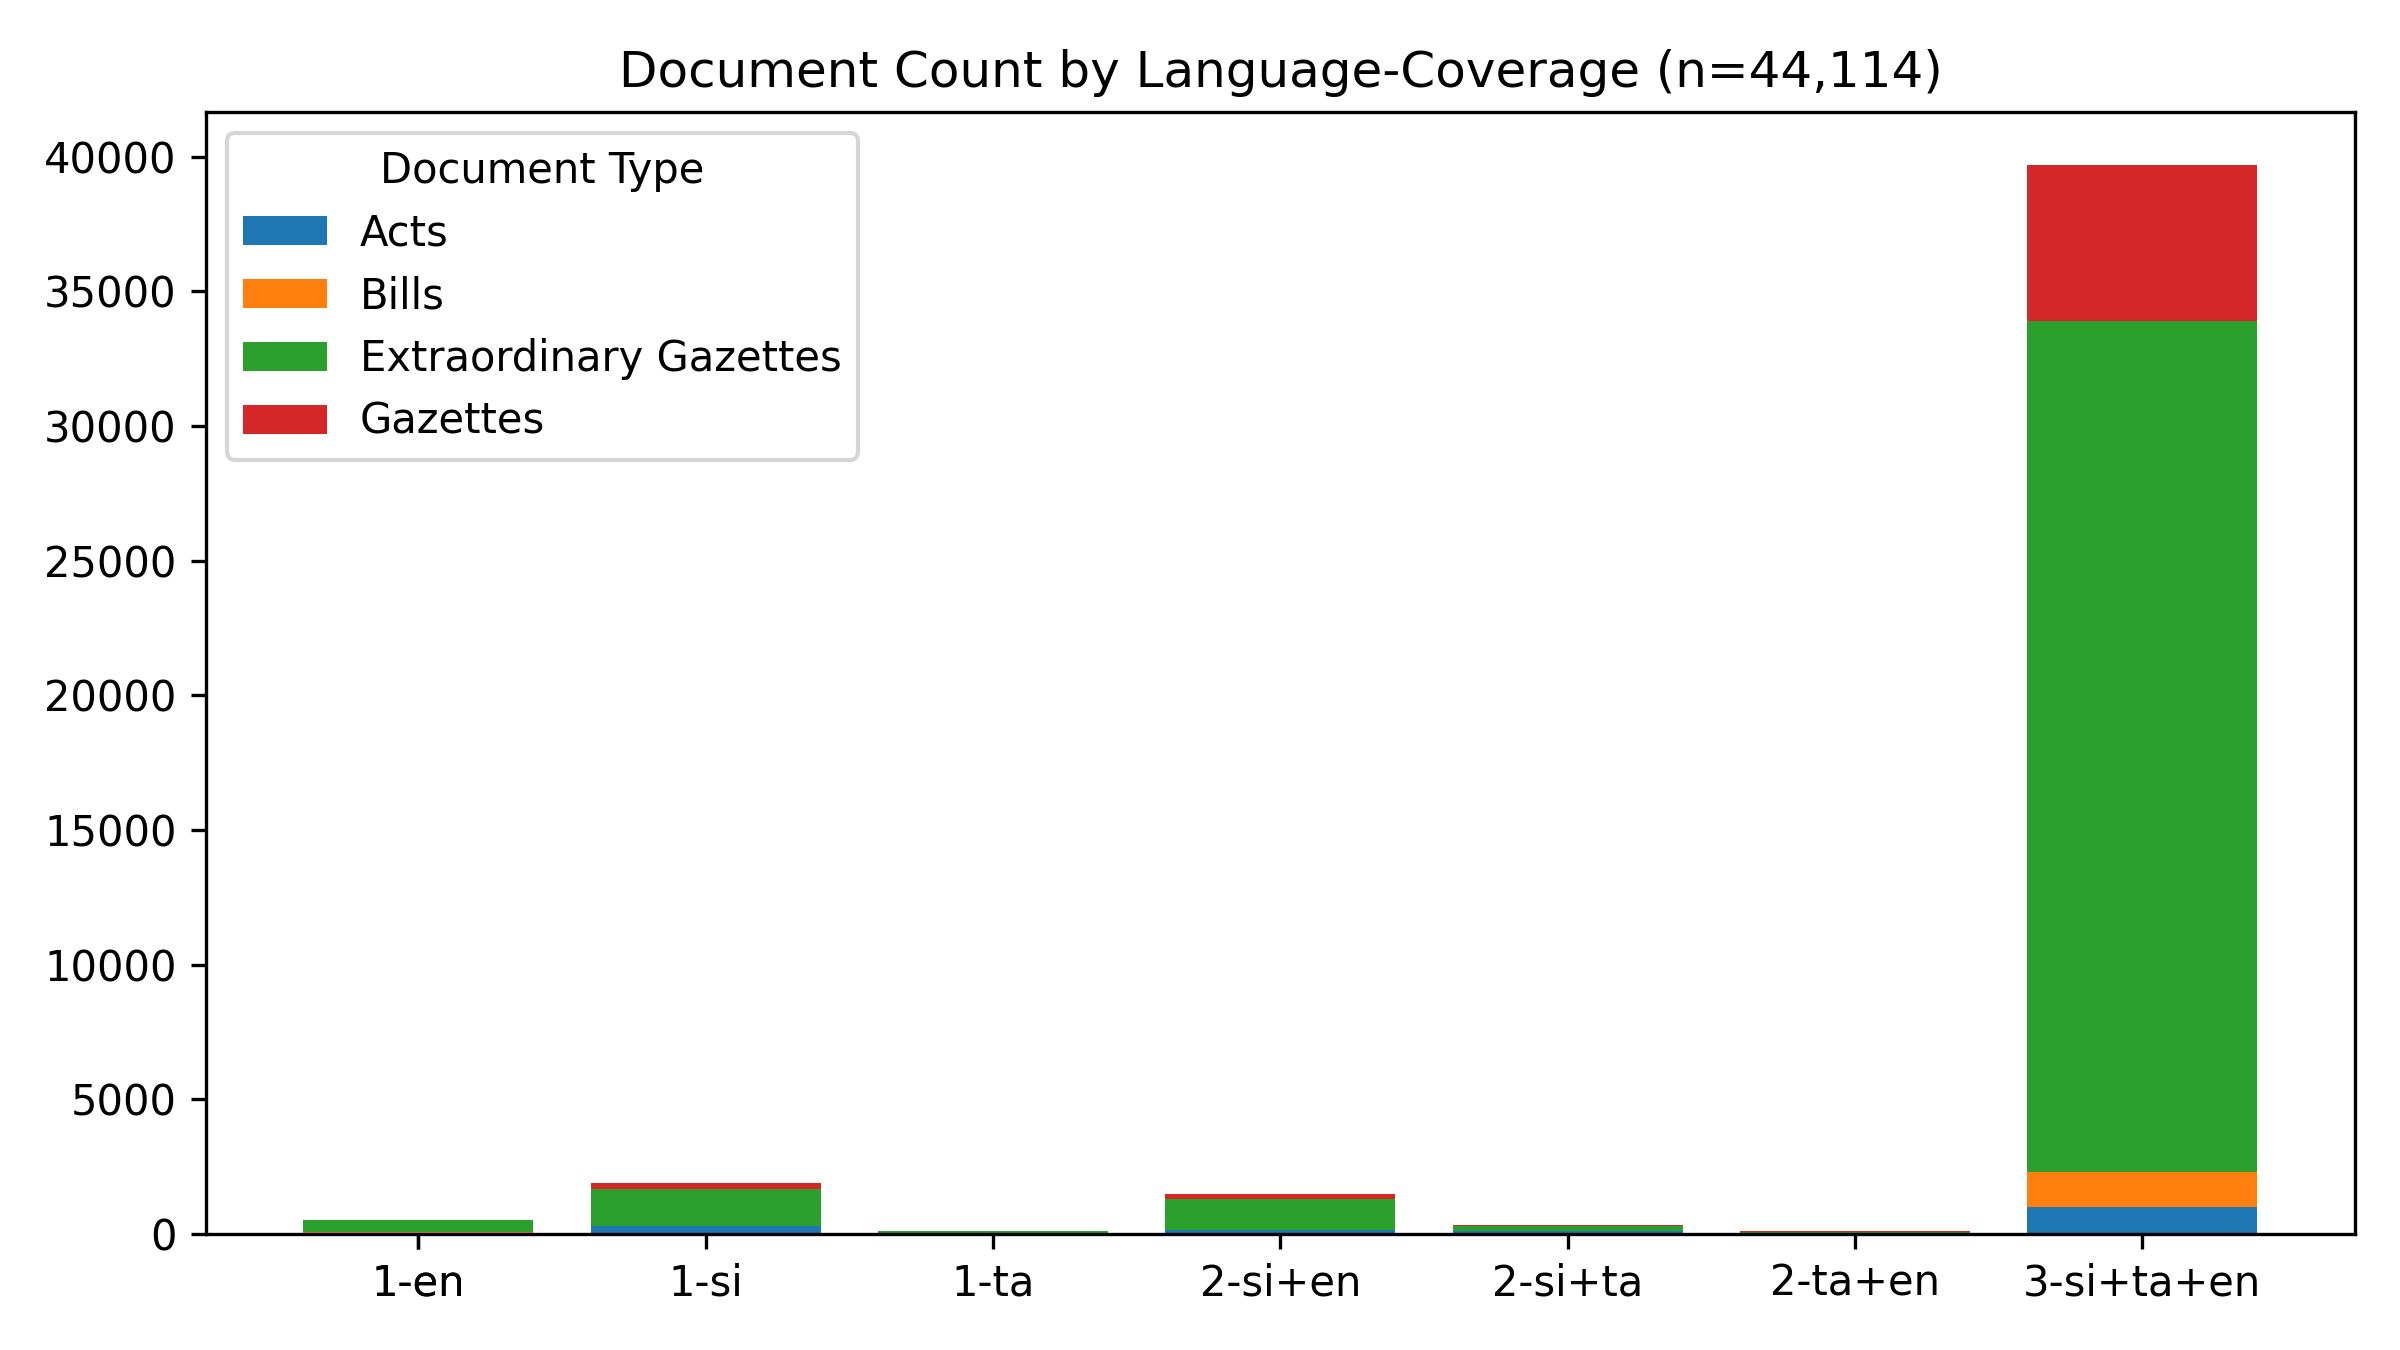 Document Count by Language-Coverage (n=44,114)
Document Type
Acts
Bills
Extraordinary Gazettes
Gazettes
40000
35000
30000
25000
20000
15000
10000
5000
0
1-en
1-si
1-ta
2-si+en
2-si+ta
2-ta+en
3-si+ta+en